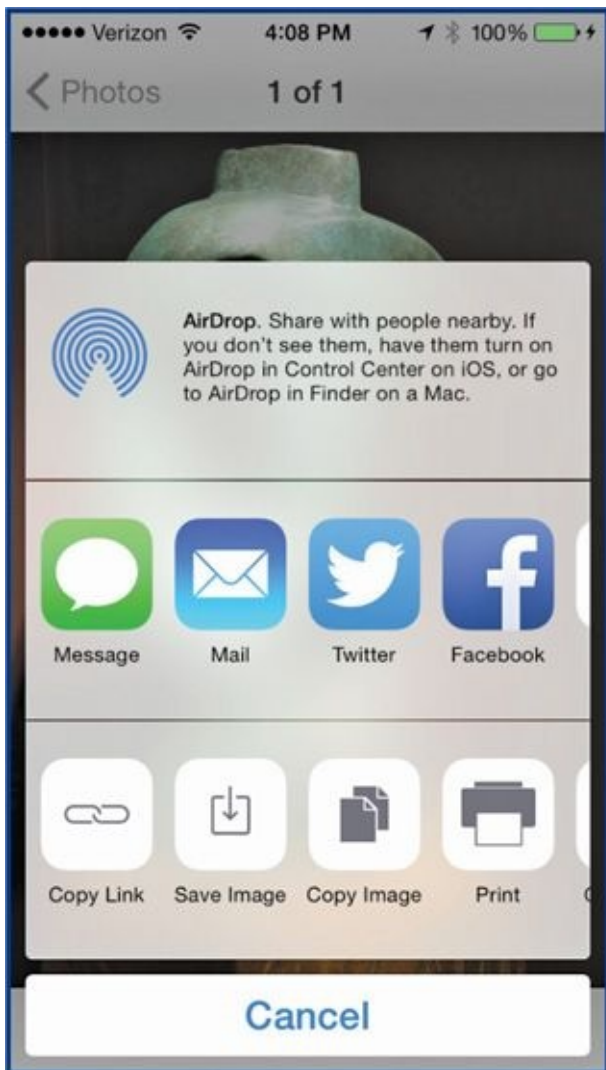 Verizon 4:08 PM 100%
Photos 1 of 1
AirDrop. Share with people nearby. If
you don't see them, have them turn on
AirDrop in Control Center on iOS, or go
to AirDrop in Finder on a Mac.
Message Mail Twitter Facebook
Copy Link Save Image Copy Image Print
Cancel